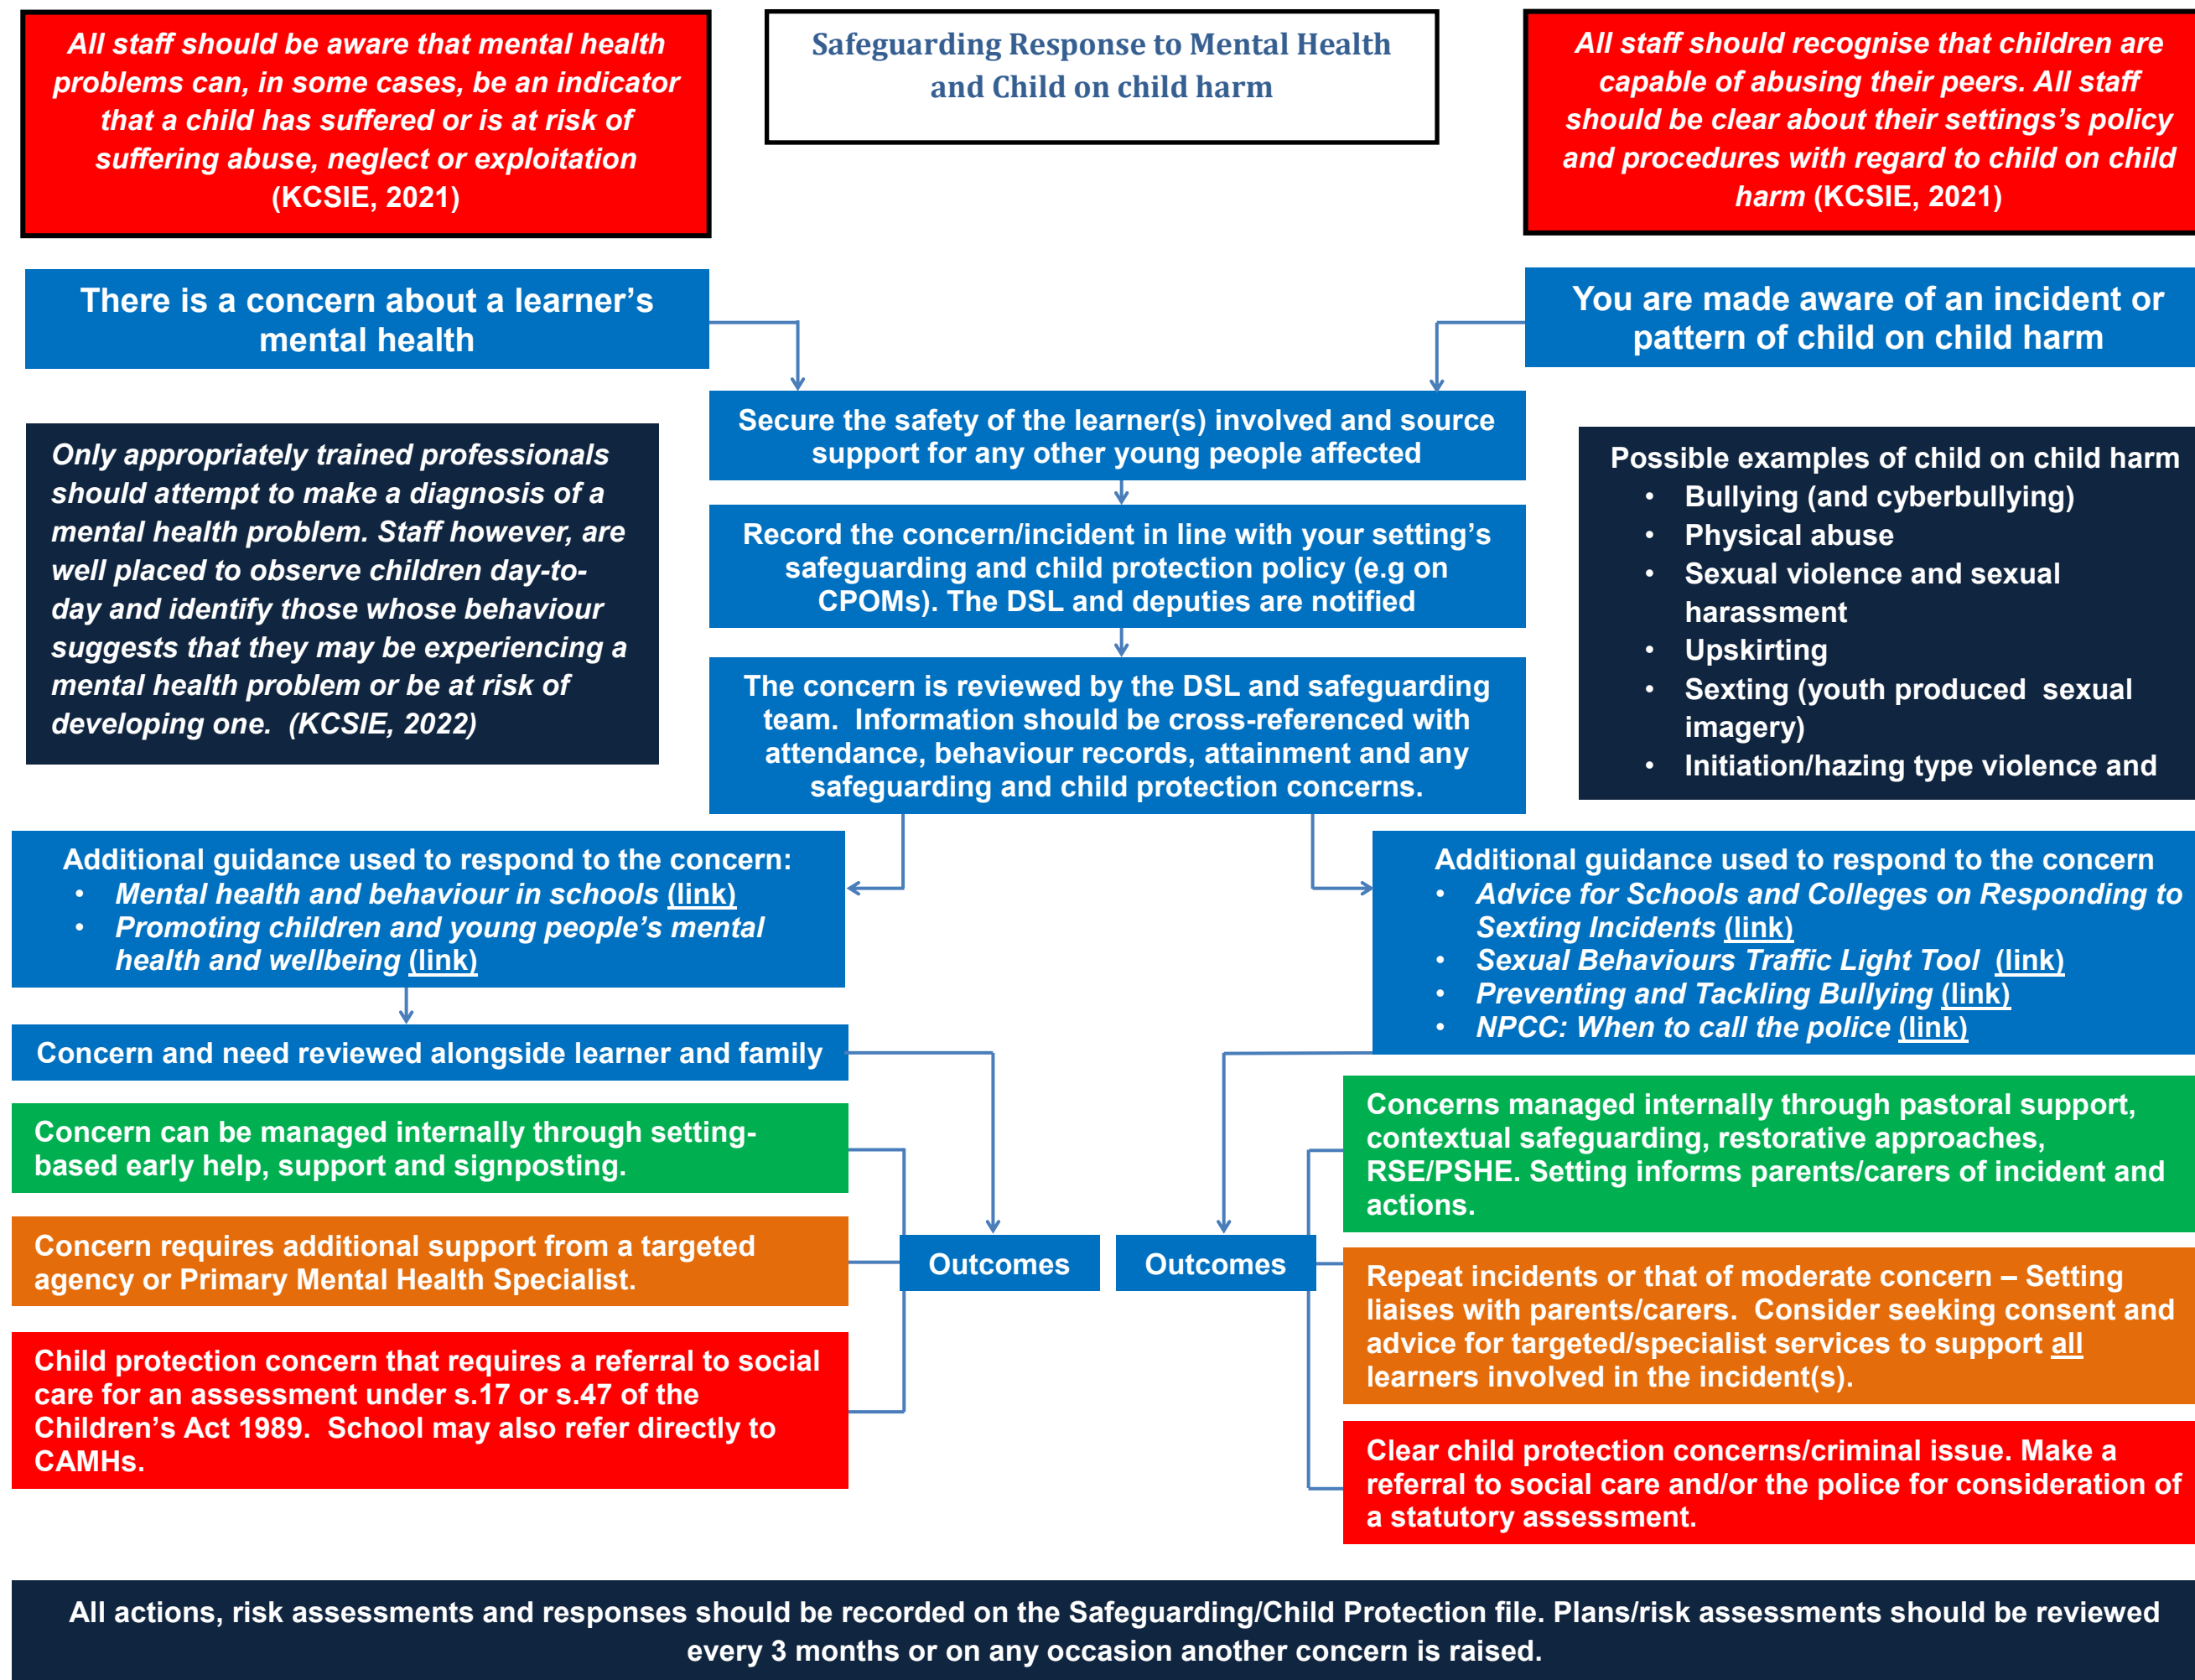 All staff should be aware that mental health
problems can, in some cases, be an indicator
that a child has suffered or is at risk of
suffering abuse, neglect or exploitation
(KCSIE, 2021)
Safeguarding Response to Mental Health
and Child on child harm
All staff should recognise that children are
capable of abusing their peers. All staff
should be clear about their settings's policy
and procedures with regard to child on child
harm (KCSIE, 2021)
There is a concern about a learner’s
mental health
You are made aware of an incident or
pattern of child on child harm
Secure the safety of the learner(s) involved and source
support for any other young people affected
Only appropriately trained professionals
should attempt to make a diagnosis of a
mental health problem. Staff however, are
well placed to observe children day-to-
day and identify those whose behaviour
suggests that they may be experiencing a
mental health problem or be at risk of
developing one.  (KCSIE, 2022)
Record the concern/incident in line with your setting’s
safeguarding and child protection policy (e.g on
CPOMs). The DSL and deputies are notified
The concern is reviewed by the DSL and safeguarding
team.  Information should be cross-referenced with
attendance, behaviour records, attainment and any
safeguarding and child protection concerns.
Possible examples of child on child harm
• Bullying (and cyberbullying)
• Physical abuse
• Sexual violence and sexual
harassment
• Upskirting
• Sexting (youth produced  sexual
imagery)
• Initiation/hazing type violence and
Additional guidance used to respond to the concern:
• Mental health and behaviour in schools (link)
• Promoting children and young people’s mental
health and wellbeing (link)
Additional guidance used to respond to the concern
• Advice for Schools and Colleges on Responding to
Sexting Incidents (link)
• Sexual Behaviours Traffic Light Tool  (link)
• Preventing and Tackling Bullying (link)
• NPCC: When to call the police (link)
Concern and need reviewed alongside learner and family
Concern can be managed internally through setting-
based early help, support and signposting.
Concern requires additional support from a targeted
agency or Primary Mental Health Specialist.
Child protection concern that requires a referral to social
care for an assessment under s.17 or s.47 of the
Children’s Act 1989.  School may also refer directly to
CAMHs.
Outcomes
Outcomes
Concerns managed internally through pastoral support,
contextual safeguarding, restorative approaches,
RSE/PSHE. Setting informs parents/carers of incident and
actions.
Repeat incidents or that of moderate concern – Setting
liaises with parents/carers.  Consider seeking consent and
advice for targeted/specialist services to support all
learners involved in the incident(s).
Clear child protection concerns/criminal issue. Make a
referral to social care and/or the police for consideration of
a statutory assessment.
All actions, risk assessments and responses should be recorded on the Safeguarding/Child Protection file. Plans/risk assessments should be reviewed
every 3 months or on any occasion another concern is raised.